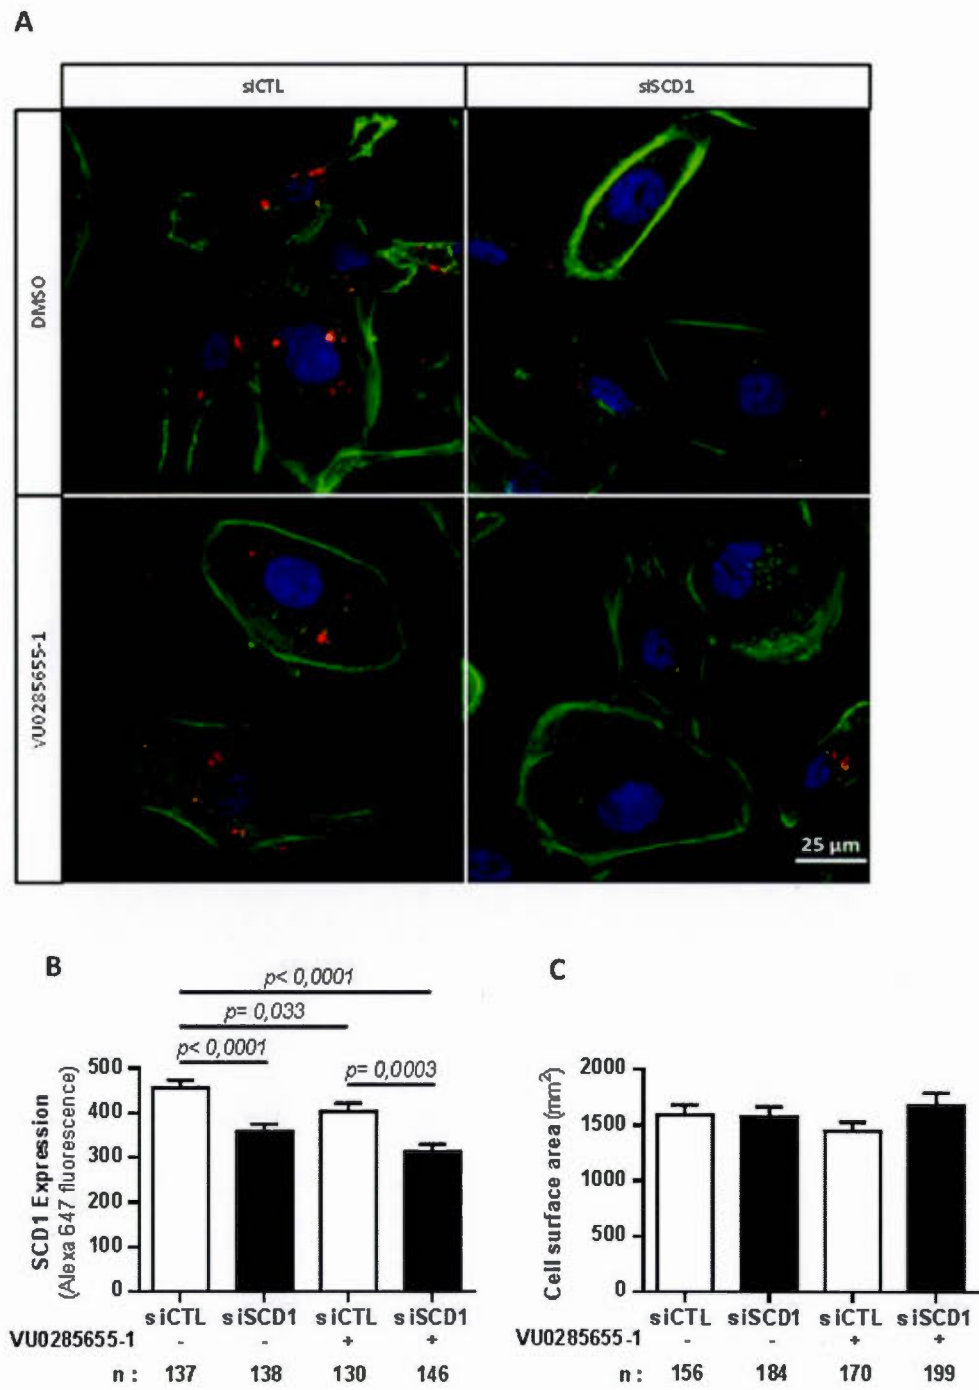 A
siCTL
siSCD1
DMSO
VU0285655-1
25 µm
B
p< 0,0001
p= 0,033
p< 0,0001
p= 0,0003
SCD1 Expression
(Alexa 647 fluorescence)
500
400
300
200
100
0
siCTL siSCD1 siCTL siSCD1
VU0285655-1 - - + +
n : 137 138 130 146
C
Cell surface area (mm²)
2000
1500
1000
500
0
siCTL siSCD1 siCTL siSCD1
VU0285655-1 - - + +
n : 156 184 170 199